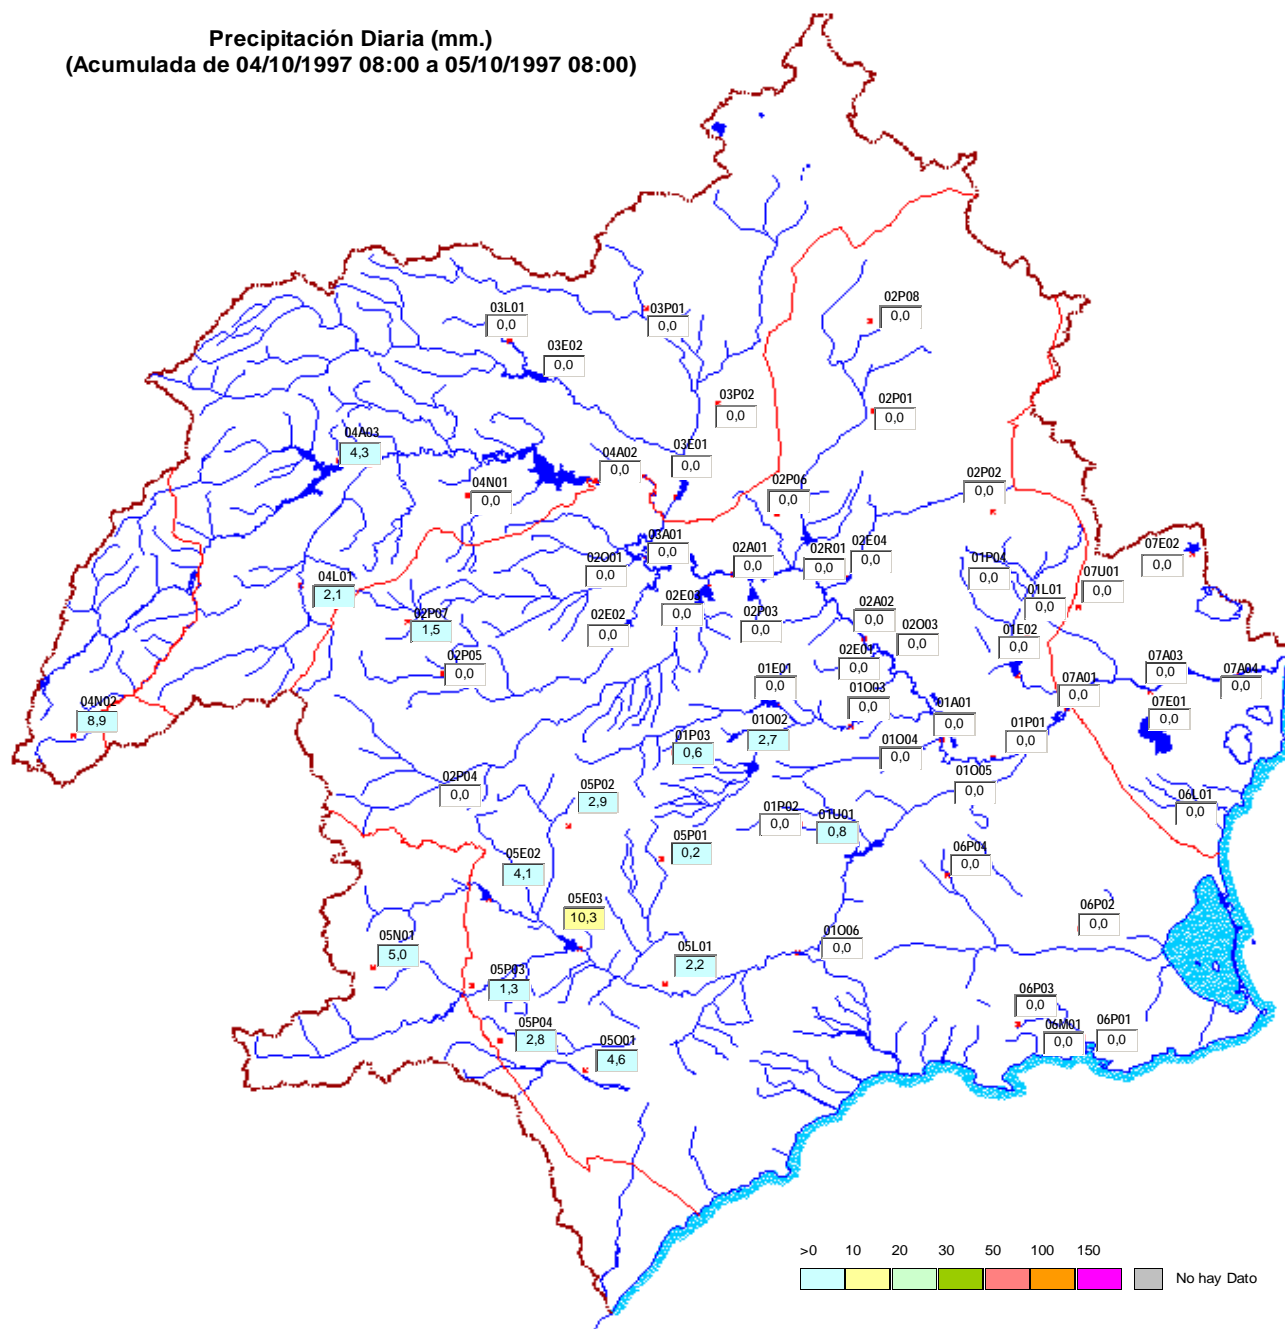 Precipitación Diaria (mm.)
(Acumulada de 04/10/1997 08:00 a 05/10/1997 08:00)
03L01
0,0
03P01
0,0
02P08
0,0
03E02
0,0
03P02
0,0
02P01
0,0
04A03
4,3
04A02
0,0
03E01
0,0
04N01
0,0
02P06
0,0
02P02
0,0
03A01
0,0
02O01
0,0
02A01
0,0
02R01
0,0
02E04
0,0
07E02
0,0
01P04
0,0
07U01
0,0
04L01
2,1
01L01
0,0
02P07
1,5
02E02
0,0
02E03
0,0
02P03
0,0
02A02
0,0
02O03
0,0
01E02
0,0
02P05
0,0
02E01
0,0
01E01
0,0
07A03
0,0
07A04
0,0
07A01
0,0
01O03
0,0
04N02
8,9
01A01
0,0
07E01
0,0
01O02
2,7
01P03
0,6
01O04
0,0
01P01
0,0
02P04
0,0
05P02
2,9
01O05
0,0
06L01
0,0
01P02
0,0
01U01
0,8
05P01
0,2
05E02
4,1
06P04
0,0
05E03
10,3
06P02
0,0
05N01
5,0
05L01
2,2
01O06
0,0
05P03
1,3
06P03
0,0
05P04
2,8
06M01
0,0
06P01
0,0
05O01
4,6
>0 10 20 30 50 100 150
No hay Dato